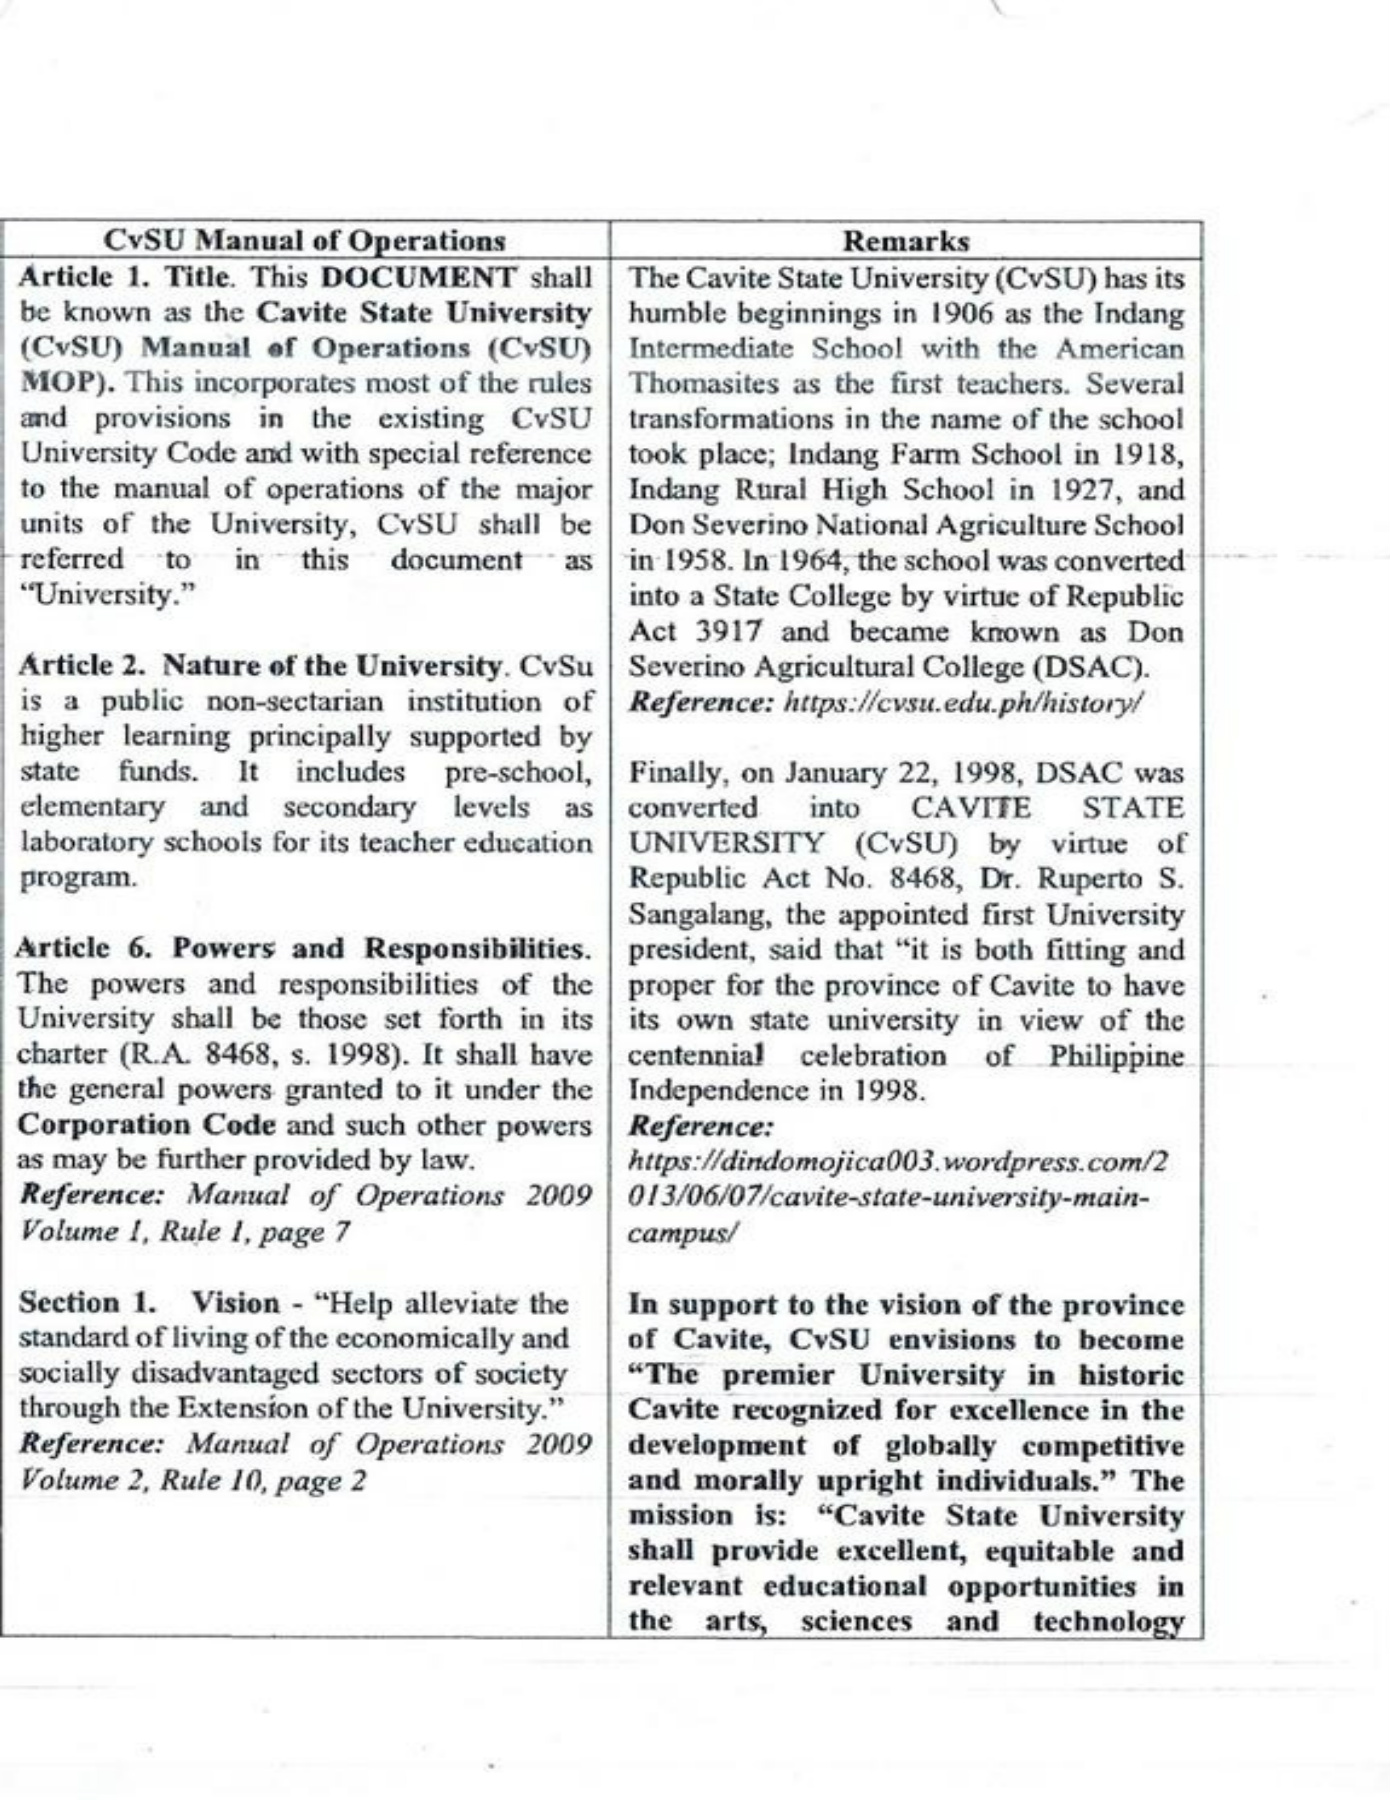 CvSU Manual of Operations
Article 1. Title. This DOCUMENT shall
be known as the Cavite State University
(CvSU) Manual of Operations (CvSU)
MOP). This incorporates most of the rules
and provisions in the existing CvSU
University Code and with special reference
to the manual of operations of the major
units of the University, CvSU shall be
referred to in this document as
“University.”
Article 2. Nature of the University. CvSu
is a public non-sectarian institution of
higher learning principally supported by
state funds. It includes pre-school,
elementary and secondary levels as
laboratory schools for its teacher education
program.
Article 6. Powers and Responsibilities.
The powers and responsibilities of the
University shall be those set forth in its
charter (R.A. 8468, s. 1998). It shall have
the general powers granted to it under the
Corporation Code and such other powers
as may be further provided by law.
Reference: Manual of Operations 2009
Volume 1, Rule 1, page 7
Section 1. Vision - “Help alleviate the
standard of living of the economically and
socially disadvantaged sectors of society
through the Extension of the University.”
Reference: Manual of Operations 2009
Volume 2, Rule 10, page 2
Remarks
The Cavite State University (CvSU) has its
humble beginnings in 1906 as the Indang
Intermediate School with the American
Thomasites as the first teachers. Several
transformations in the name of the school
took place; Indang Farm School in 1918,
Indang Rural High School in 1927, and
Don Severino National Agriculture School
in 1958. In 1964, the school was converted
into a State College by virtue of Republic
Act 3917 and became known as Don
Severino Agricultural College (DSAC).
Reference: https://cvsu.edu.ph/history/
Finally, on January 22, 1998, DSAC was
converted into CAVITE STATE
UNIVERSITY (CvSU) by virtue of
Republic Act No. 8468, Dr. Ruperto S.
Sangalang, the appointed first University
president, said that “it is both fitting and
proper for the province of Cavite to have
its own state university in view of the
centennial celebration of Philippine
Independence in 1998.
Reference:
https://dindomojica003.wordpress.com/2
013/06/07/cavite-state-university-main-
campus/
In support to the vision of the province
of Cavite, CvSU envisions to become
“The premier University in historic
Cavite recognized for excellence in the
development of globally competitive
and morally upright individuals.” The
mission is: “Cavite State University
shall provide excellent, equitable and
relevant educational opportunities in
the arts, sciences and technology